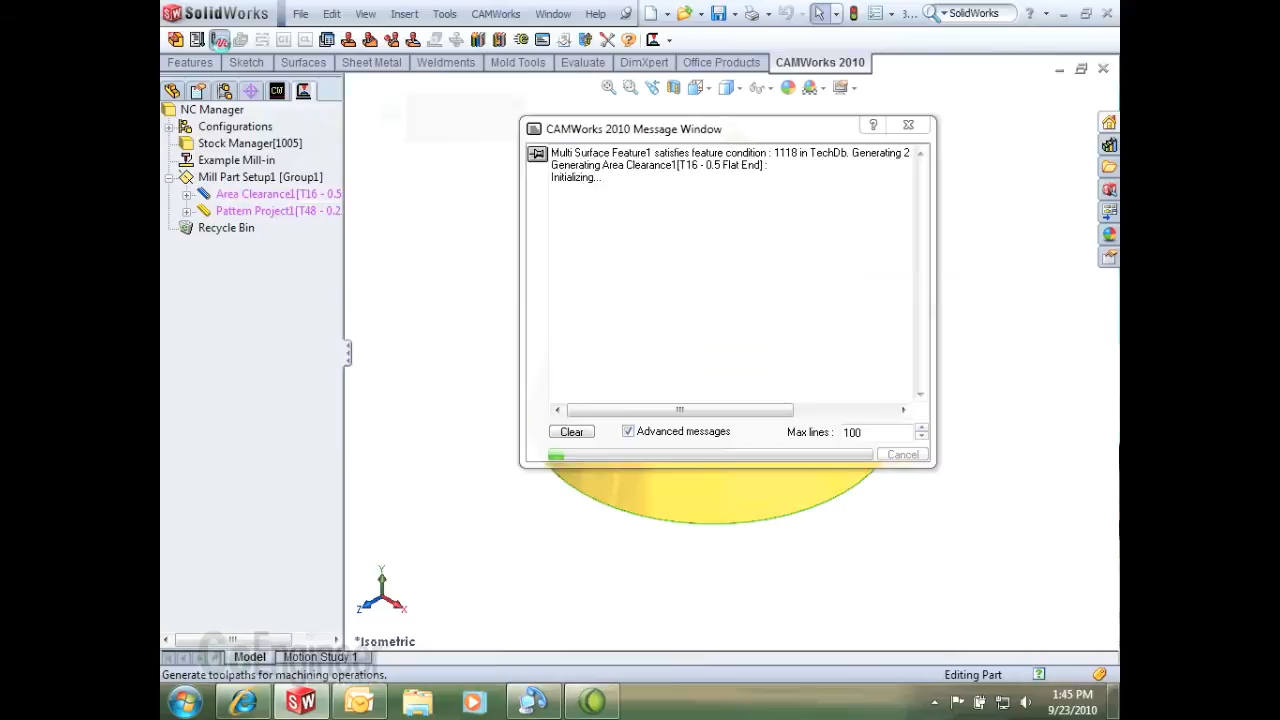 SolidWorks File Edit View Insert Tools CAMWorks Window Help 3... SolidWorks
Features Sketch Surfaces Sheet Metal Weldments Mold Tools Evaluate DimXpert Office Products CAMWorks 2010
NC Manager
Configurations
Stock Manager[1005]
Example Mill-in
Mill Part Setup1 [Group1]
Area Clearance1[T16 - 0.5
Pattern Project1[T48 - 0.2
Recycle Bin
CAMWorks 2010 Message Window
Multi Surface Feature1 satisfies feature condition : 1118 in TechDb. Generating 2
Generating Area Clearance1[T16 - 0.5 Flat End] :
Initializing...
Clear Advanced messages Max lines : 100
Cancel
Y
Z X
*Isometric
Model Motion Study 1
Generate toolpaths for machining operations. Editing Part
1:45 PM
9/23/2010